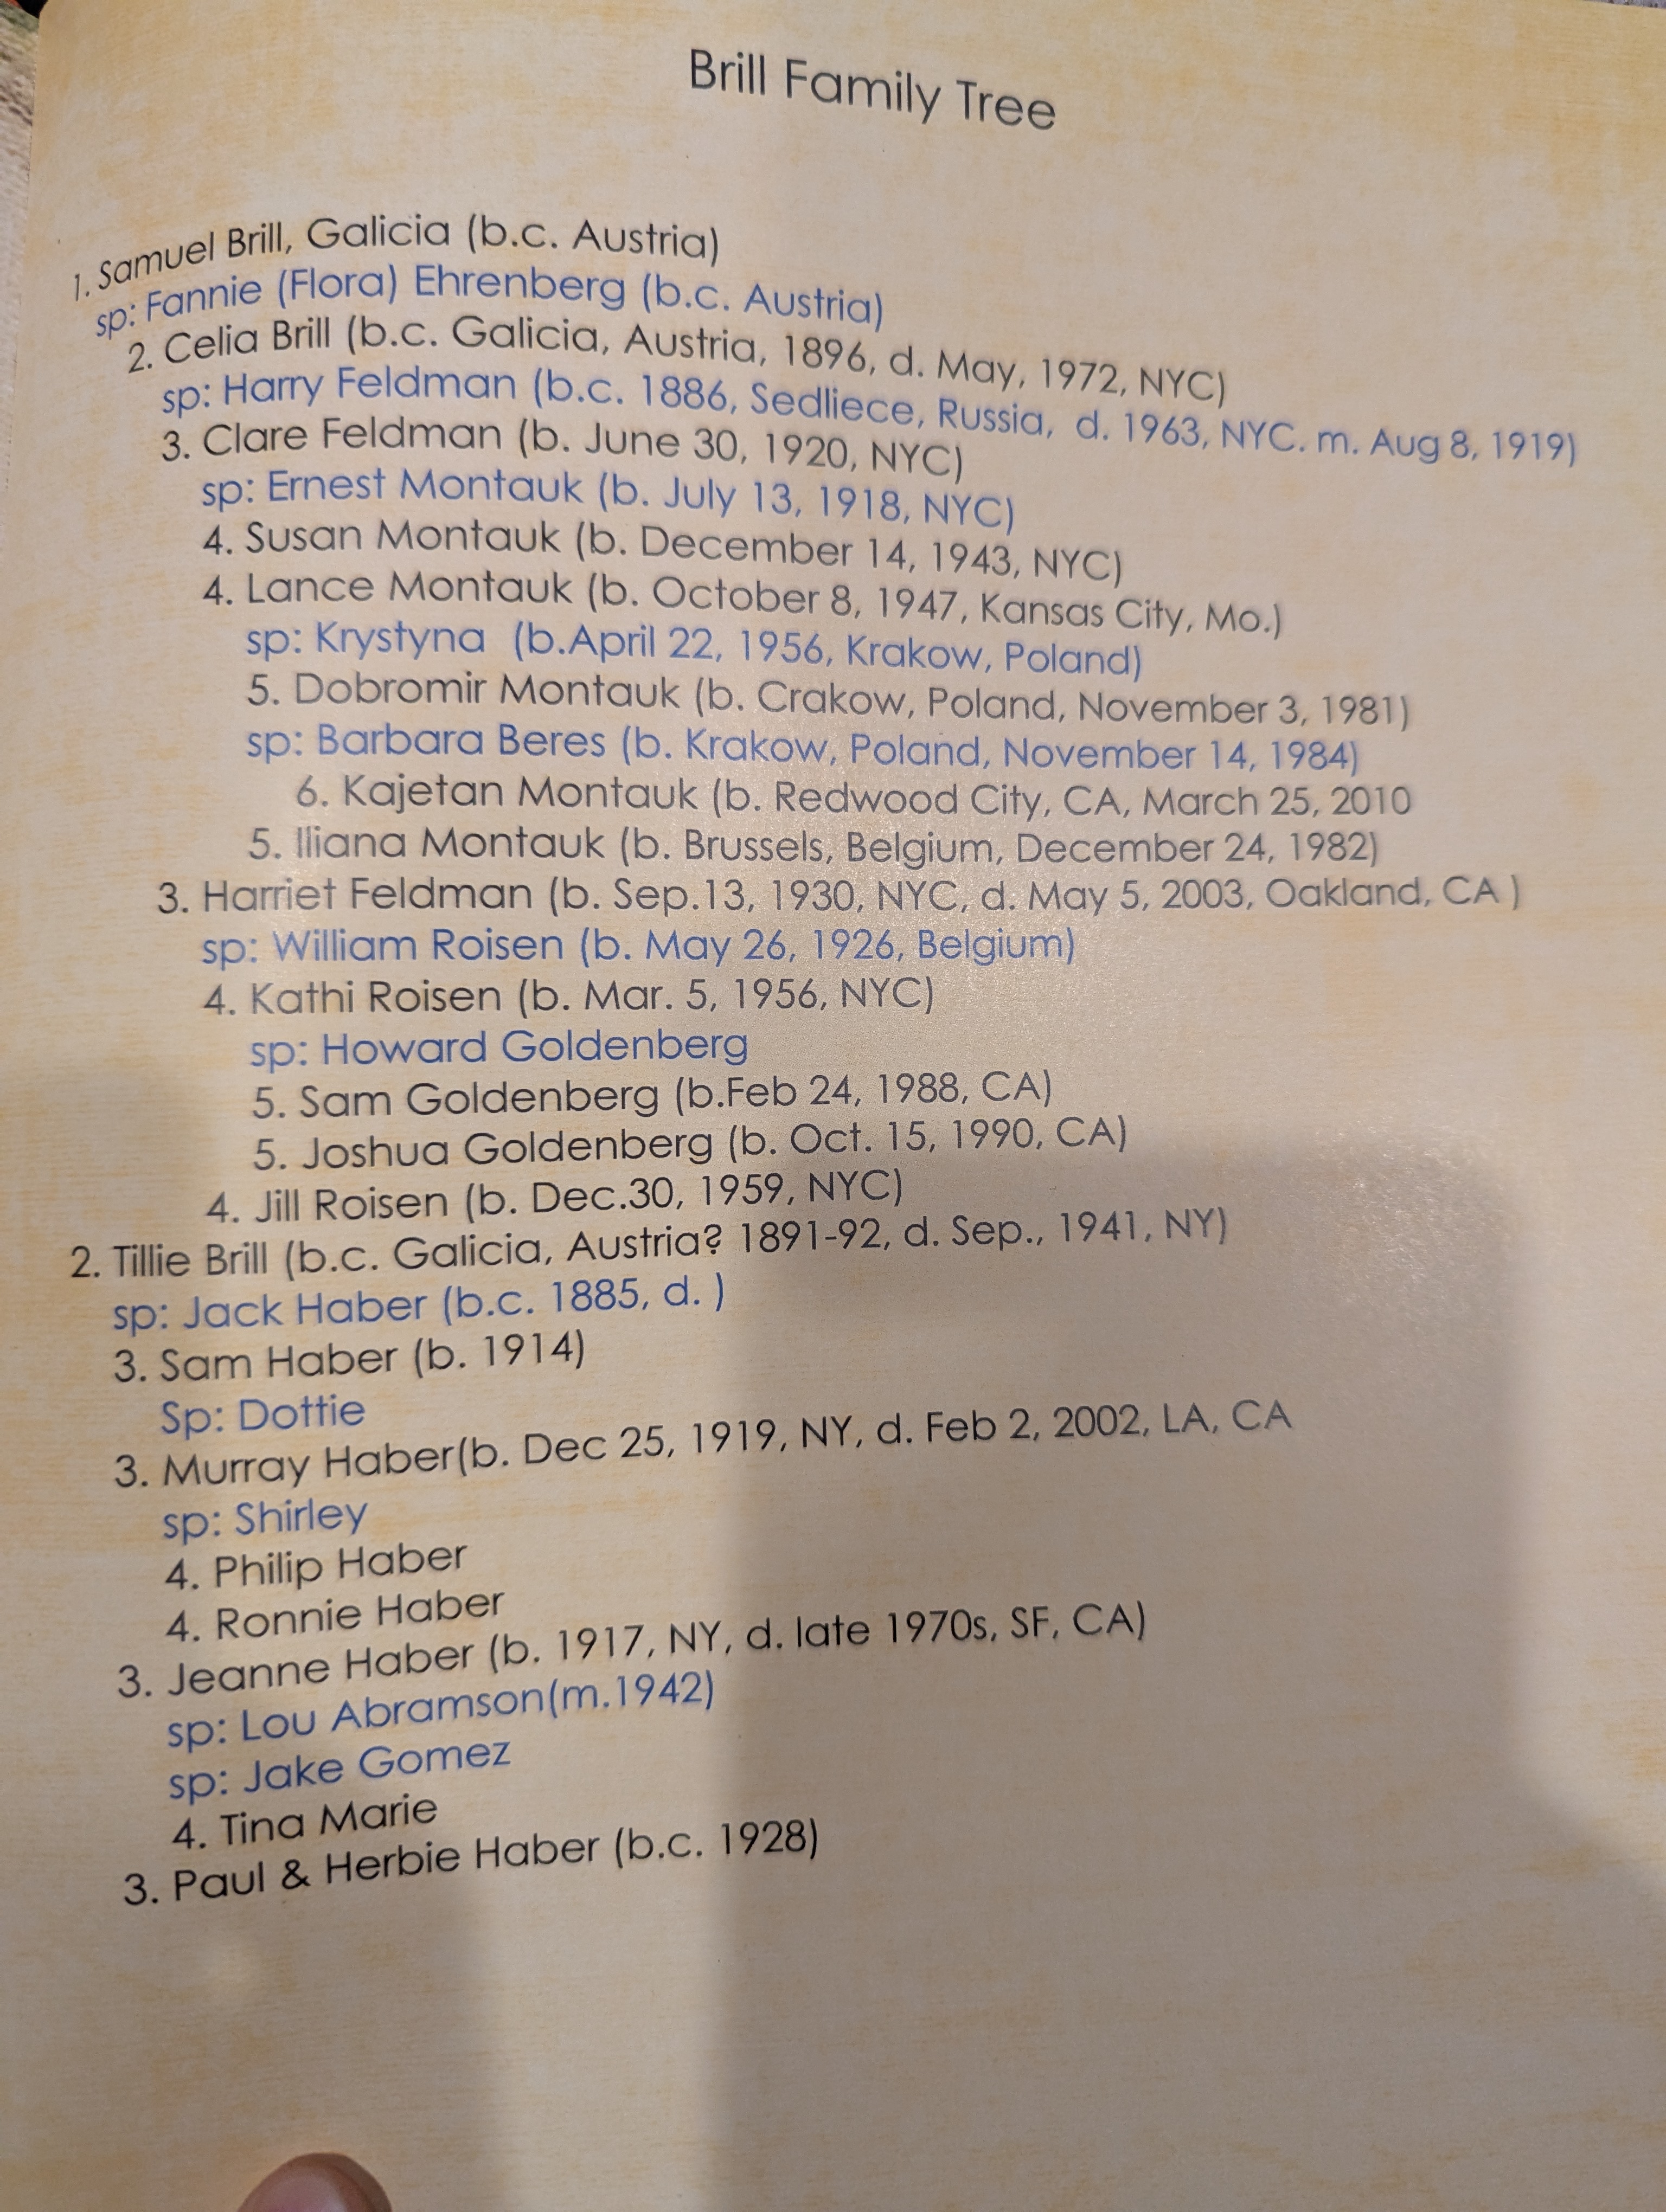 Brill Family Tree
1. Samuel Brill, Galicia (b.c. Austria)
sp: Fannie (Flora) Ehrenberg (b.c. Austria)
2. Celia Brill (b.c. Galicia, Austria, 1896, d. May, 1972, NYC)
sp: Harry Feldman (b.c. 1886, Sedliece, Russia, d. 1963, NYC. m. Aug 8, 1919)
3. Clare Feldman (b. June 30, 1920, NYC)
sp: Ernest Montauk (b. July 13, 1918, NYC)
4. Susan Montauk (b. December 14, 1943, NYC)
4. Lance Montauk (b. October 8, 1947, Kansas City, Mo.)
sp: Krystyna (b.April 22, 1956, Krakow, Poland)
5. Dobromir Montauk (b. Crakow, Poland, November 3, 1981)
sp: Barbara Beres (b. Krakow, Poland, November 14, 1984)
6. Kajetan Montauk (b. Redwood City, CA, March 25, 2010
5. Iliana Montauk (b. Brussels, Belgium, December 24, 1982)
3. Harriet Feldman (b. Sep.13, 1930, NYC, d. May 5, 2003, Oakland, CA )
sp: William Roisen (b. May 26, 1926, Belgium)
4. Kathi Roisen (b. Mar. 5, 1956, NYC)
sp: Howard Goldenberg
5. Sam Goldenberg (b.Feb 24, 1988, CA)
5. Joshua Goldenberg (b. Oct. 15, 1990, CA)
4. Jill Roisen (b. Dec.30, 1959, NYC)
2. Tillie Brill (b.c. Galicia, Austria? 1891-92, d. Sep., 1941, NY)
sp: Jack Haber (b.c. 1885, d. )
3. Sam Haber (b. 1914)
Sp: Dottie
3. Murray Haber(b. Dec 25, 1919, NY, d. Feb 2, 2002, LA, CA
sp: Shirley
4. Philip Haber
4. Ronnie Haber
3. Jeanne Haber (b. 1917, NY, d. late 1970s, SF, CA)
sp: Lou Abramson(m.1942)
sp: Jake Gomez
4. Tina Marie
3. Paul & Herbie Haber (b.c. 1928)